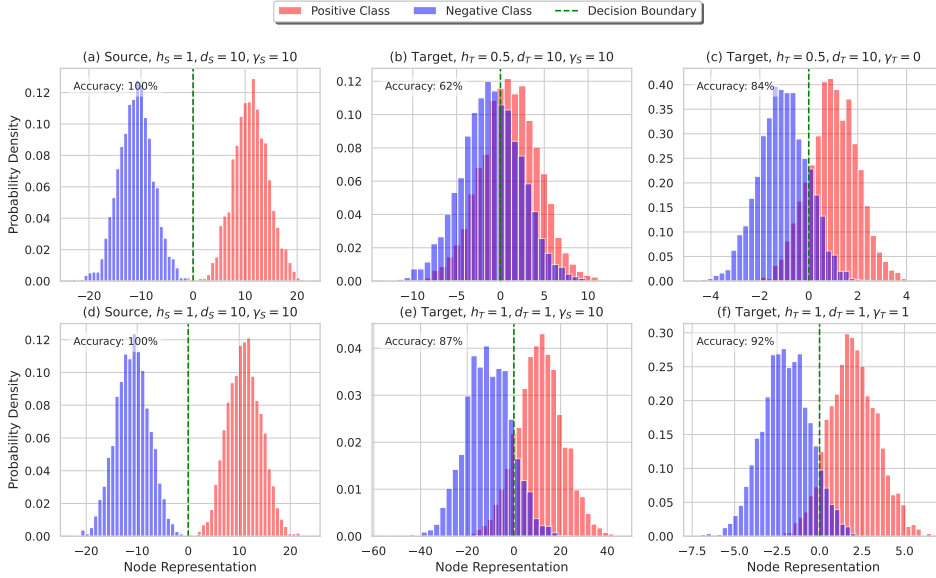 Positive Class Negative Class Decision Boundary
(a) Source, h_S = 1, d_S = 10, γ_S = 10
(b) Target, h_T = 0.5, d_T = 10, γ_S = 10
(c) Target, h_T = 0.5, d_T = 10, γ_T = 0
Accuracy: 100%
Accuracy: 62%
Accuracy: 84%
Probability Density
0.12
0.10
0.08
0.06
0.04
0.02
0.00
−20 −10 0 10 20
0.12
0.10
0.08
0.06
0.04
0.02
0.00
−10 −5 0 5 10
0.40
0.35
0.30
0.25
0.20
0.15
0.10
0.05
0.00
−4 −2 0 2 4
(d) Source, h_S = 1, d_S = 10, γ_S = 10
(e) Target, h_T = 1, d_T = 1, γ_S = 10
(f) Target, h_T = 1, d_T = 1, γ_T = 1
Accuracy: 100%
Accuracy: 87%
Accuracy: 92%
Probability Density
0.12
0.10
0.08
0.06
0.04
0.02
0.00
−20 −10 0 10 20
Node Representation
0.04
0.03
0.02
0.01
0.00
−60 −40 −20 0 20 40
Node Representation
0.30
0.25
0.20
0.15
0.10
0.05
0.00
−7.5 −5.0 −2.5 0.0 2.5 5.0
Node Representation